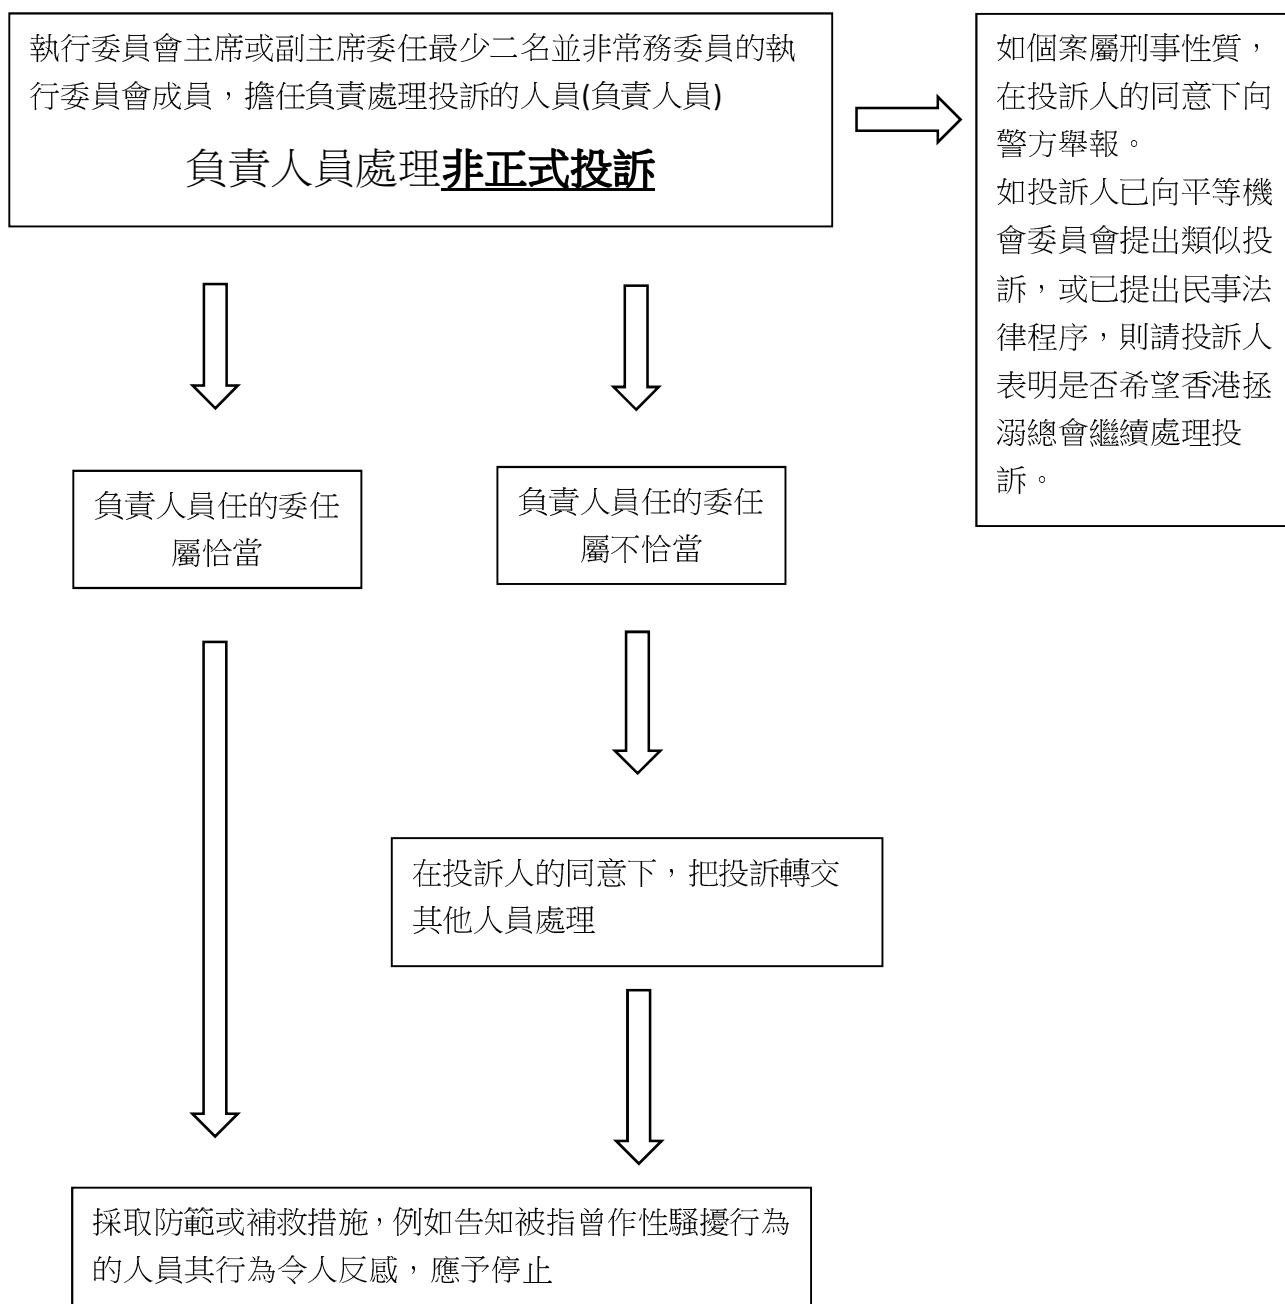 執行委員會主席或副主席委任最少二名並非常務委員的執
行委員會成員，擔任負責處理投訴的人員(負責人員)
負責人員處理非正式投訴
如個案屬刑事性質，
在投訴人的同意下向
警方舉報。
如投訴人已向平等機
會委員會提出類似投
訴，或已提出民事法
律程序，則請投訴人
表明是否希望香港拯
溺總會繼續處理投
訴。
負責人員任的委任
屬恰當
負責人員任的委任
屬不恰當
在投訴人的同意下，把投訴轉交
其他人員處理
採取防範或補救措施，例如告知被指曾作性騷擾行為
的人員其行為令人反感，應予停止